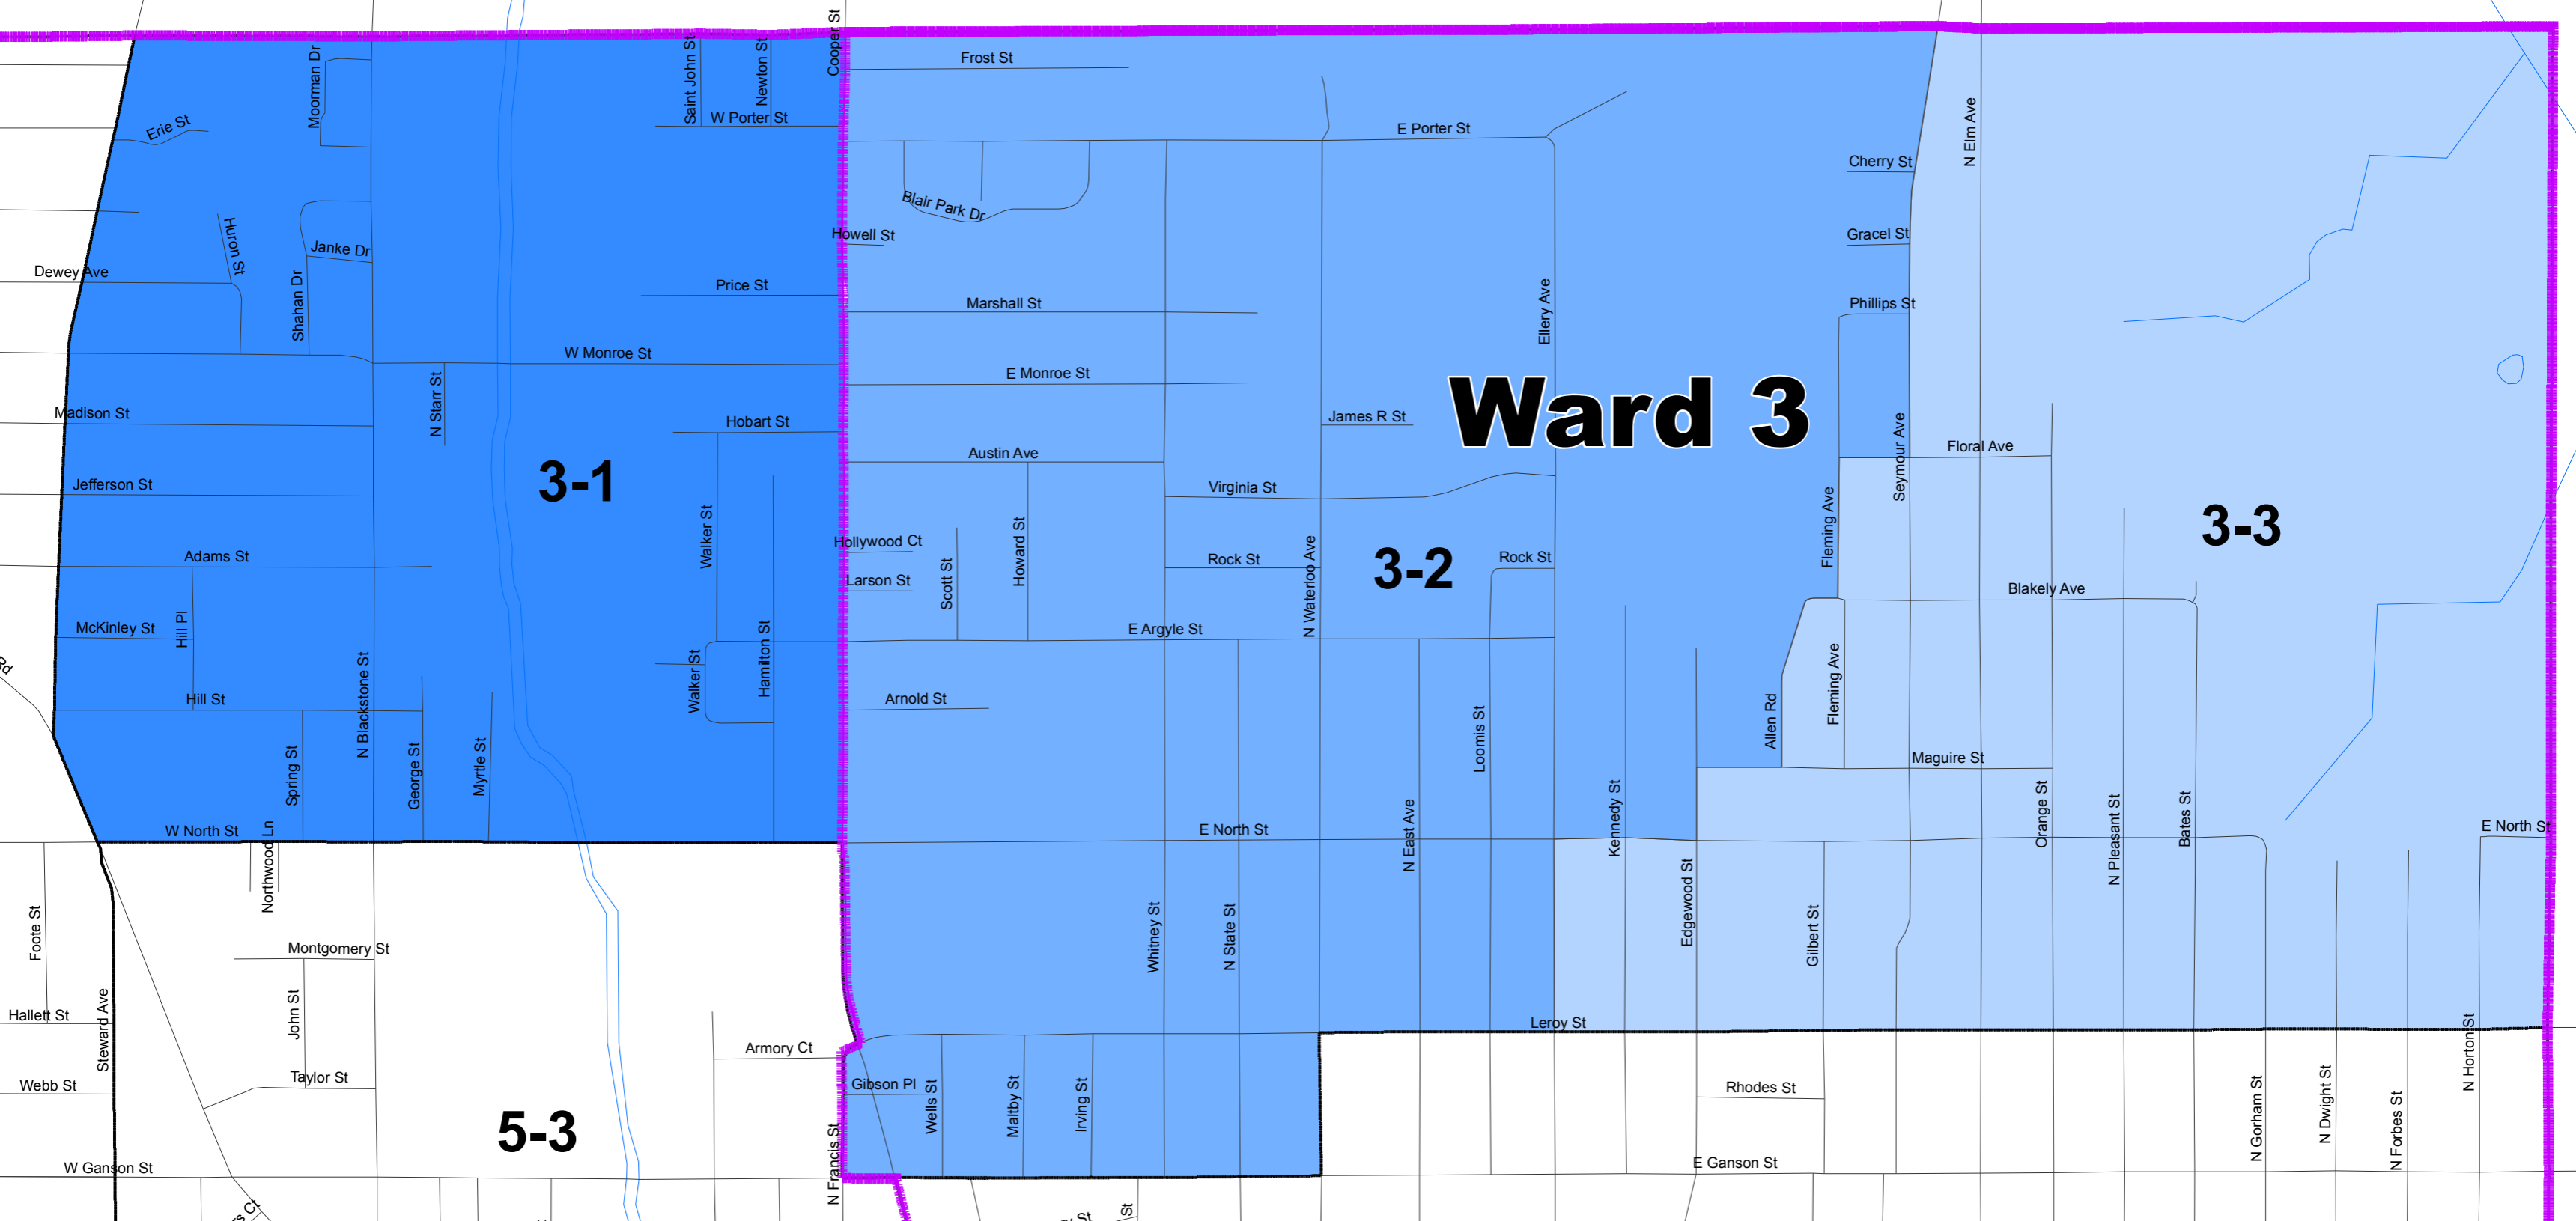 Cooper St
Moorman Dr
Saint John St
Newton St
Frost St
W Porter St
Erie St
E Porter St
N Elm Ave
Cherry St
Blair Park Dr
Howell St
Gracel St
Huron St
Janke Dr
Dewey Ave
Shahan Dr
Price St
Marshall St
Ellery Ave
Phillips St
W Monroe St
E Monroe St
N Starr St
Madison St
Hobart St
James R St
Ward 3
Austin Ave
Seymour Ave
Floral Ave
Jefferson St
3-1
Virginia St
Walker St
Howard St
N Waterloo Ave
Fleming Ave
3-3
Hollywood Ct
Adams St
Scott St
Rock St
3-2
Rock St
Larson St
Blakely Ave
McKinley St
Hill Pl
Hamilton St
E Argyle St
Rd
Hill St
N Blackstone St
Walker St
Arnold St
Loomis St
Allen Rd
Fleming Ave
Spring St
George St
Myrtle St
Maguire St
W North St
Northwood Ln
E North St
N East Ave
Kennedy St
Orange St
N Pleasant St
Bates St
E North St
Foote St
Montgomery St
Whitney St
N State St
Edgewood St
Gilbert St
Hallett St
Steward Ave
John St
Armory Ct
Leroy St
N Horton St
Webb St
Taylor St
Gibson Pl
Wells St
Maltby St
Irving St
Rhodes St
N Gorham St
N Dwight St
N Forbes St
5-3
W Ganson St
N Francis St
E Ganson St
rs Ct
St
St